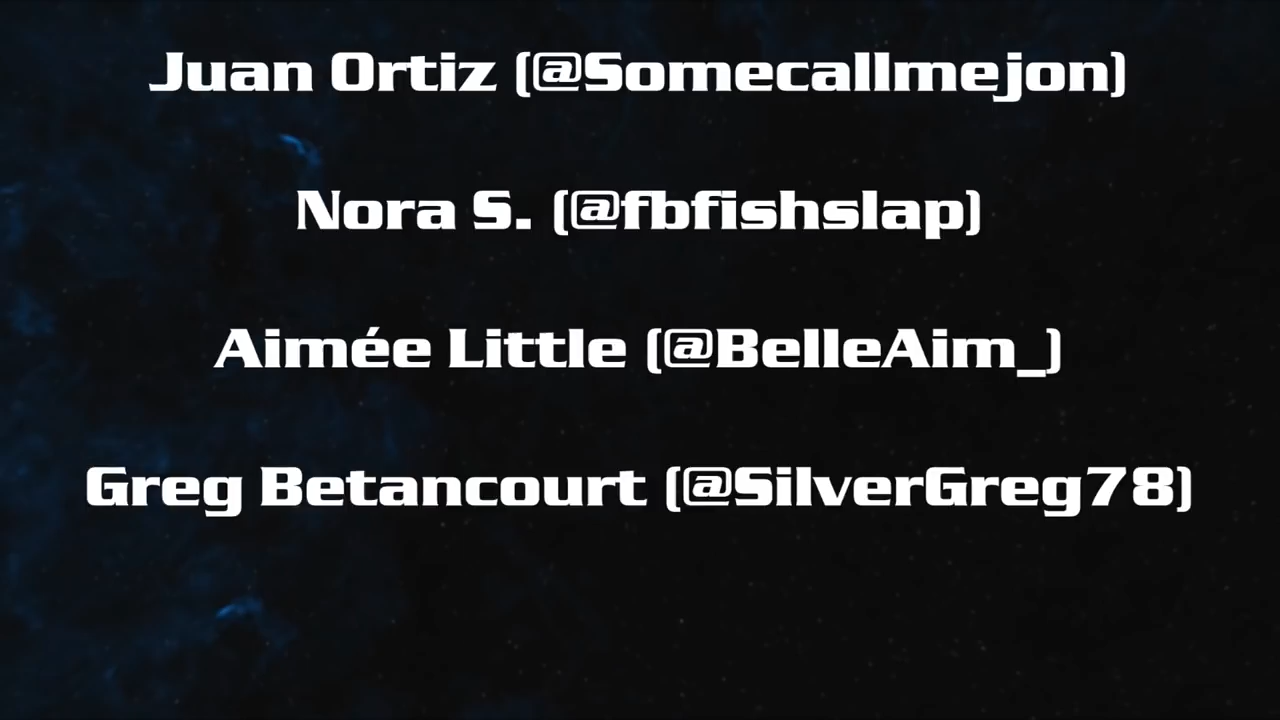 Juan Ortiz (@Somecallmejon)
Nora S. (@fbfishslap)
Aimée Little (@BelleAim_)
Greg Betancourt (@SilverGreg78)